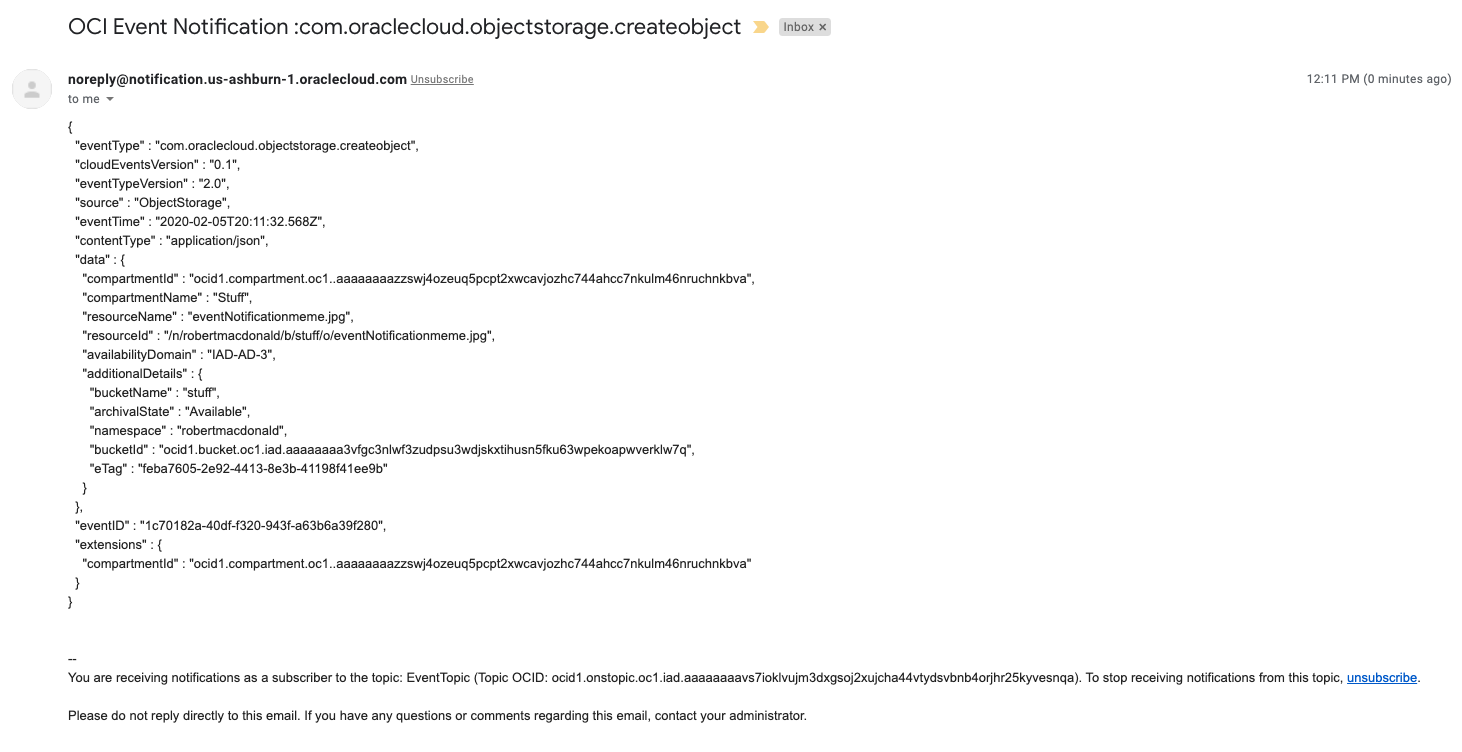 OCI Event Notification :com.oraclecloud.objectstorage.createobject Inbox ×
noreply@notification.us-ashburn-1.oraclecloud.com Unsubscribe 12:11 PM (0 minutes ago)
to me
{
"eventType" : "com.oraclecloud.objectstorage.createobject",
"cloudEventsVersion" : "0.1",
"eventTypeVersion" : "2.0",
"source" : "ObjectStorage",
"eventTime" : "2020-02-05T20:11:32.568Z",
"contentType" : "application/json",
"data" : {
"compartmentId" : "ocid1.compartment.oc1..aaaaaaaazzswj4ozeuq5pcpt2xwcavjozhc744ahcc7nkulm46nruchnkbva",
"compartmentName" : "Stuff",
"resourceName" : "eventNotificationmeme.jpg",
"resourceId" : "/n/robertmacdonald/b/stuff/o/eventNotificationmeme.jpg",
"availabilityDomain" : "IAD-AD-3",
"additionalDetails" : {
"bucketName" : "stuff",
"archivalState" : "Available",
"namespace" : "robertmacdonald",
"bucketId" : "ocid1.bucket.oc1.iad.aaaaaaaa3vfgc3nlwf3zudpsu3wdjskxtihusn5fku63wpekoapwverklw7q",
"eTag" : "feba7605-2e92-4413-8e3b-41198f41ee9b"
}
},
"eventID" : "1c70182a-40df-f320-943f-a63b6a39f280",
"extensions" : {
"compartmentId" : "ocid1.compartment.oc1..aaaaaaaazzswj4ozeuq5pcpt2xwcavjozhc744ahcc7nkulm46nruchnkbva"
}
}
--
You are receiving notifications as a subscriber to the topic: EventTopic (Topic OCID: ocid1.onstopic.oc1.iad.aaaaaaaavs7ioklvujm3dxgsoj2xujcha44vtydsvbnb4orjhr25kyvesnqa). To stop receiving notifications from this topic, unsubscribe.
Please do not reply directly to this email. If you have any questions or comments regarding this email, contact your administrator.